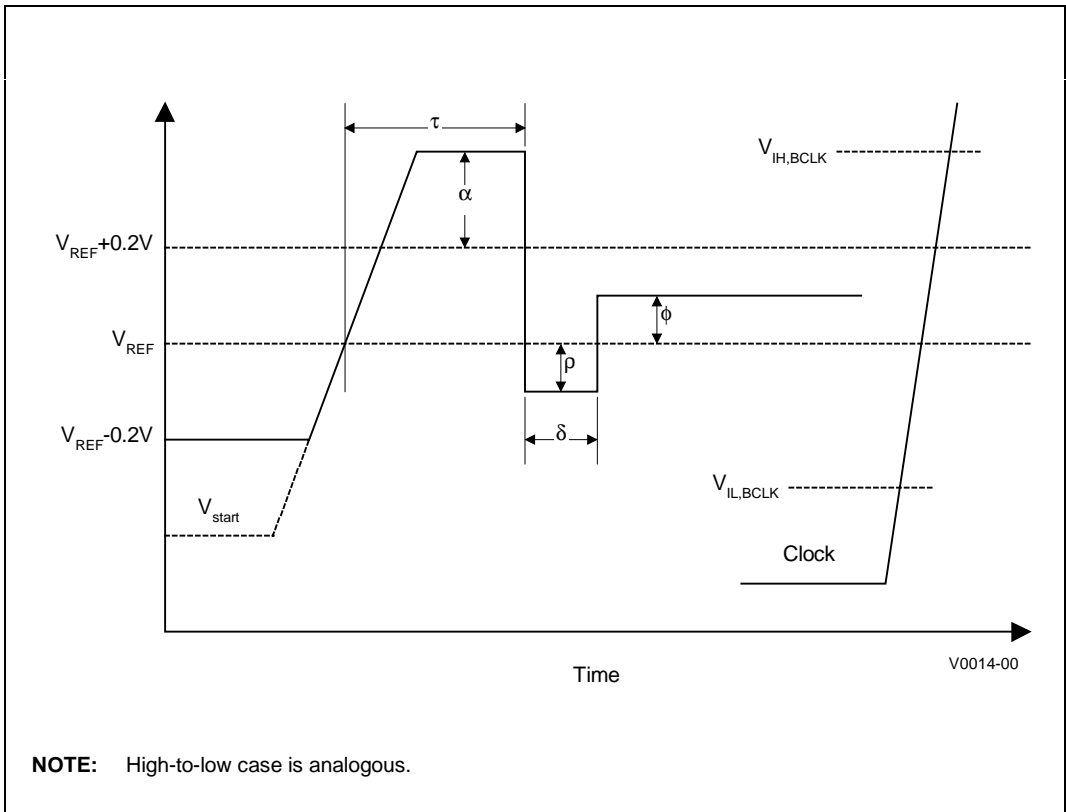 τ
V_IH,BCLK
α
V_REF+0.2V
ϕ
V_REF
ρ
V_REF-0.2V
δ
V_IL,BCLK
V_start
Clock
Time
V0014-00
NOTE: High-to-low case is analogous.